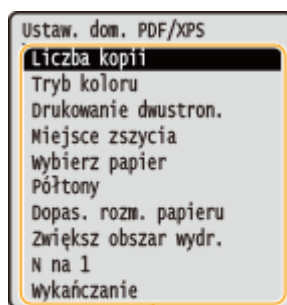 Ustaw. dom. PDF/XPS
Liczba kopii
Tryb koloru
Drukowanie dwustron.
Miejsce zszycia
Wybierz papier
Półtony
Dopas. rozm. papieru
Zwiększ obszar wydr.
N na 1
Wykańczanie